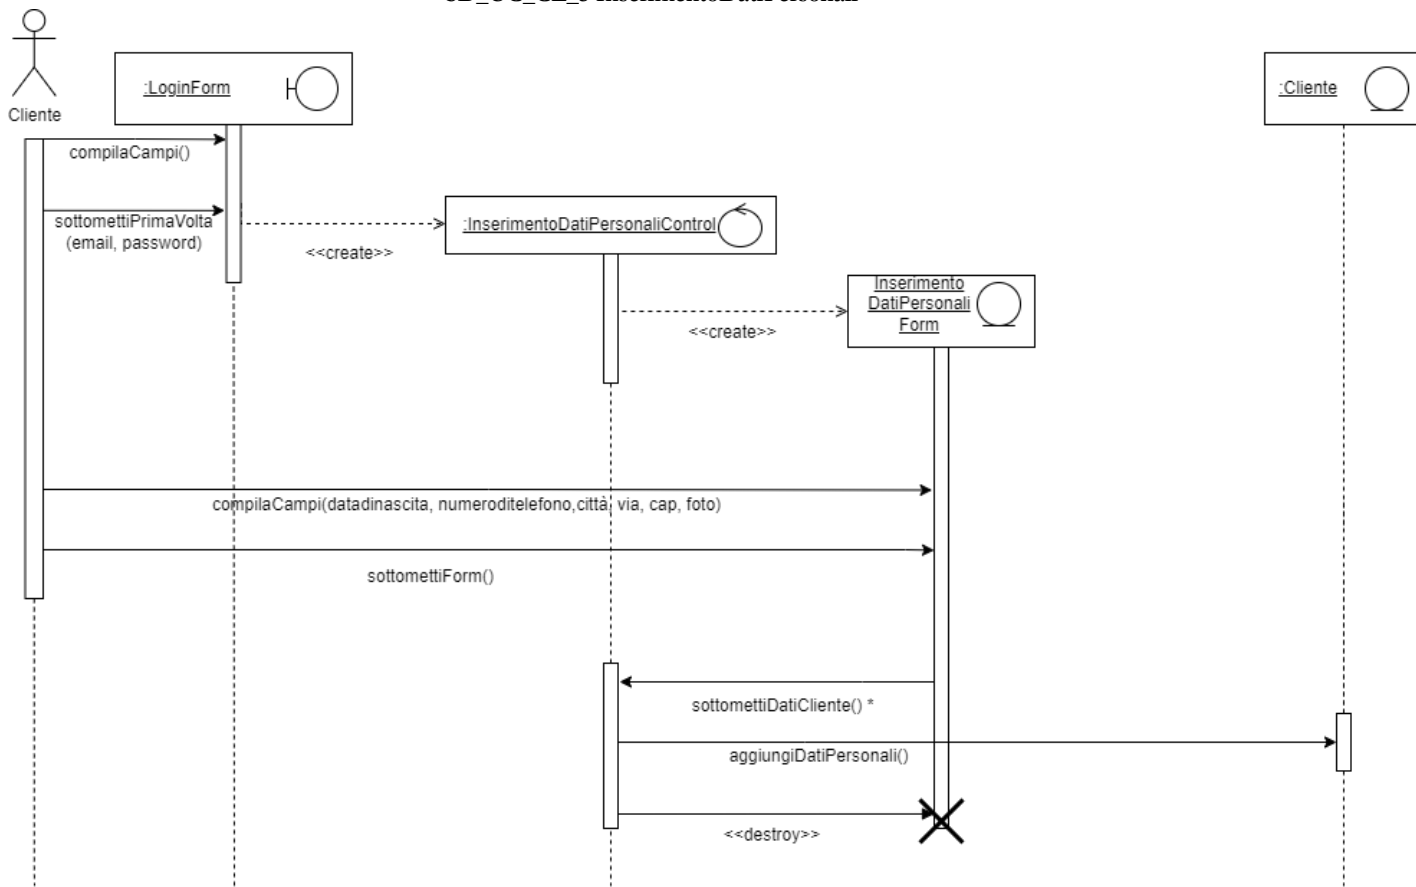 Cliente
:LoginForm
:Cliente
compilaCampi()
sottomettiPrimaVolta
(email, password)
<<create>>
:InserimentoDatiPersonaliControl
<<create>>
Inserimento
DatiPersonali
Form
compilaCampi(datadinascita, numeroditelefono,città, via, cap, foto)
sottomettiForm()
sottomettiDatiCliente() *
aggiungiDatiPersonali()
<<destroy>>